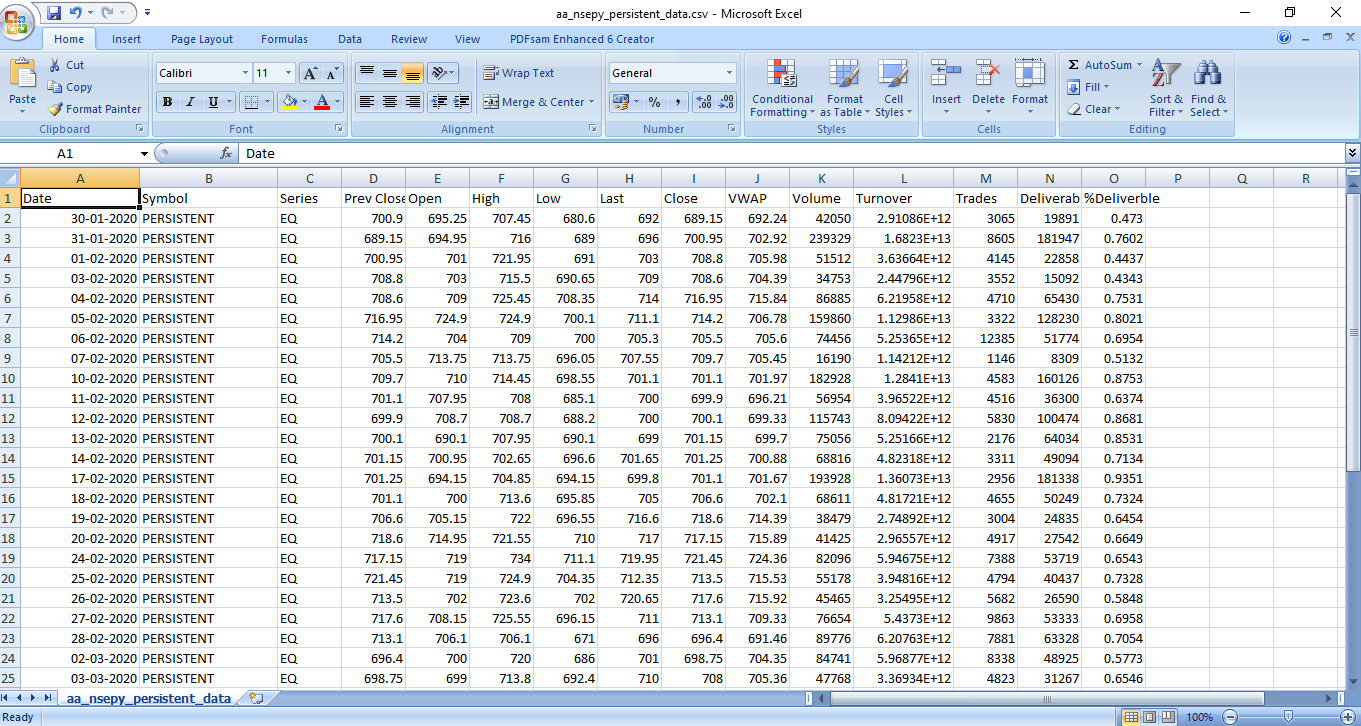 aa_nsepy_persistent_data.csv - Microsoft Excel
Home Insert Page Layout Formulas Data Review View PDFsam Enhanced 6 Creator
Cut Calibri 11 Wrap Text General AutoSum
Paste Copy Conditional Formatting Format as Table Cell Styles Insert Delete Format Fill Sort & Filter Find & Select
Format Painter B I U Merge & Center % , Clear
Clipboard Font Alignment Number Styles Cells Editing
A1 fx Date
A B C D E F G H I J K L M N O P Q R
1 Date Symbol Series Prev Close Open High Low Last Close VWAP Volume Turnover Trades Deliverab %Deliverble
2 30-01-2020 PERSISTENT EQ 700.9 695.25 707.45 680.6 692 689.15 692.24 42050 2.91086E+12 3065 19891 0.473
3 31-01-2020 PERSISTENT EQ 689.15 694.95 716 689 696 700.95 702.92 239329 1.6823E+13 8605 181947 0.7602
4 01-02-2020 PERSISTENT EQ 700.95 701 721.95 691 703 708.8 705.98 51512 3.63664E+12 4145 22858 0.4437
5 03-02-2020 PERSISTENT EQ 708.8 703 715.5 690.65 709 708.6 704.39 34753 2.44796E+12 3552 15092 0.4343
6 04-02-2020 PERSISTENT EQ 708.6 709 725.45 708.35 714 716.95 715.84 86885 6.21958E+12 4710 65430 0.7531
7 05-02-2020 PERSISTENT EQ 716.95 724.9 724.9 700.1 711.1 714.2 706.78 159860 1.12986E+13 3322 128230 0.8021
8 06-02-2020 PERSISTENT EQ 714.2 704 709 700 705.3 705.5 705.6 74456 5.25365E+12 12385 51774 0.6954
9 07-02-2020 PERSISTENT EQ 705.5 713.75 713.75 696.05 707.55 709.7 705.45 16190 1.14212E+12 1146 8309 0.5132
10 10-02-2020 PERSISTENT EQ 709.7 710 714.45 698.55 701.1 701.1 701.97 182928 1.2841E+13 4583 160126 0.8753
11 11-02-2020 PERSISTENT EQ 701.1 707.95 708 685.1 700 699.9 696.21 56954 3.96522E+12 4516 36300 0.6374
12 12-02-2020 PERSISTENT EQ 699.9 708.7 708.7 688.2 700 700.1 699.33 115743 8.09422E+12 5830 100474 0.8681
13 13-02-2020 PERSISTENT EQ 700.1 690.1 707.95 690.1 699 701.15 699.7 75056 5.25166E+12 2176 64034 0.8531
14 14-02-2020 PERSISTENT EQ 701.15 700.95 702.65 696.6 701.65 701.25 700.88 68816 4.82318E+12 3311 49094 0.7134
15 17-02-2020 PERSISTENT EQ 701.25 694.15 704.85 694.15 699.8 701.1 701.67 193928 1.36073E+13 2956 181338 0.9351
16 18-02-2020 PERSISTENT EQ 701.1 700 713.6 695.85 705 706.6 702.1 68611 4.81721E+12 4655 50249 0.7324
17 19-02-2020 PERSISTENT EQ 706.6 705.15 722 696.55 716.6 718.6 714.39 38479 2.74892E+12 3004 24835 0.6454
18 20-02-2020 PERSISTENT EQ 718.6 714.95 721.55 710 717 717.15 715.89 41425 2.96557E+12 4917 27542 0.6649
19 24-02-2020 PERSISTENT EQ 717.15 719 734 711.1 719.95 721.45 724.36 82096 5.94675E+12 7388 53719 0.6543
20 25-02-2020 PERSISTENT EQ 721.45 719 724.9 704.35 712.35 713.5 715.53 55178 3.94816E+12 4794 40437 0.7328
21 26-02-2020 PERSISTENT EQ 713.5 702 723.6 702 720.65 717.6 715.92 45465 3.25495E+12 5682 26590 0.5848
22 27-02-2020 PERSISTENT EQ 717.6 708.15 725.55 696.15 711 713.1 709.33 76654 5.4373E+12 9863 53333 0.6958
23 28-02-2020 PERSISTENT EQ 713.1 706.1 706.1 671 696 696.4 691.46 89776 6.20763E+12 7881 63328 0.7054
24 02-03-2020 PERSISTENT EQ 696.4 700 720 686 701 698.75 704.35 84741 5.96877E+12 8338 48925 0.5773
25 03-03-2020 PERSISTENT EQ 698.75 699 713.8 692.4 710 708 705.36 47768 3.36934E+12 4823 31267 0.6546
aa_nsepy_persistent_data
Ready 100%